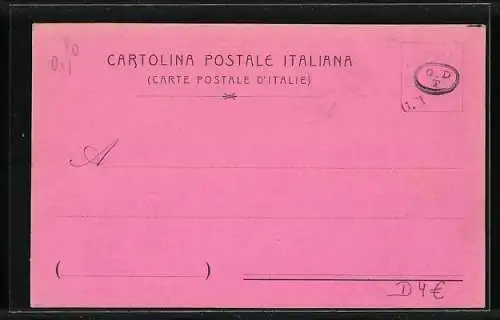 CARTOLINA POSTALE ITALIANA
(CARTE POSTALE D'ITALIE)
O.D
T
A
( )
D 4 €